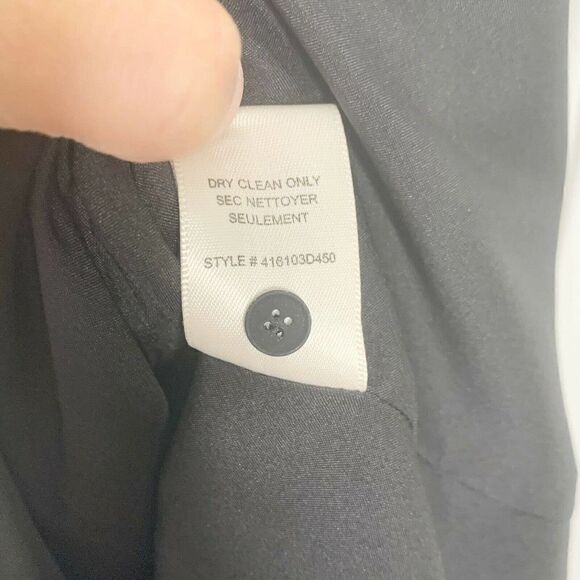 DRY CLEAN ONLY
SEC NETTOYER
SEULEMENT
STYLE # 416103D450